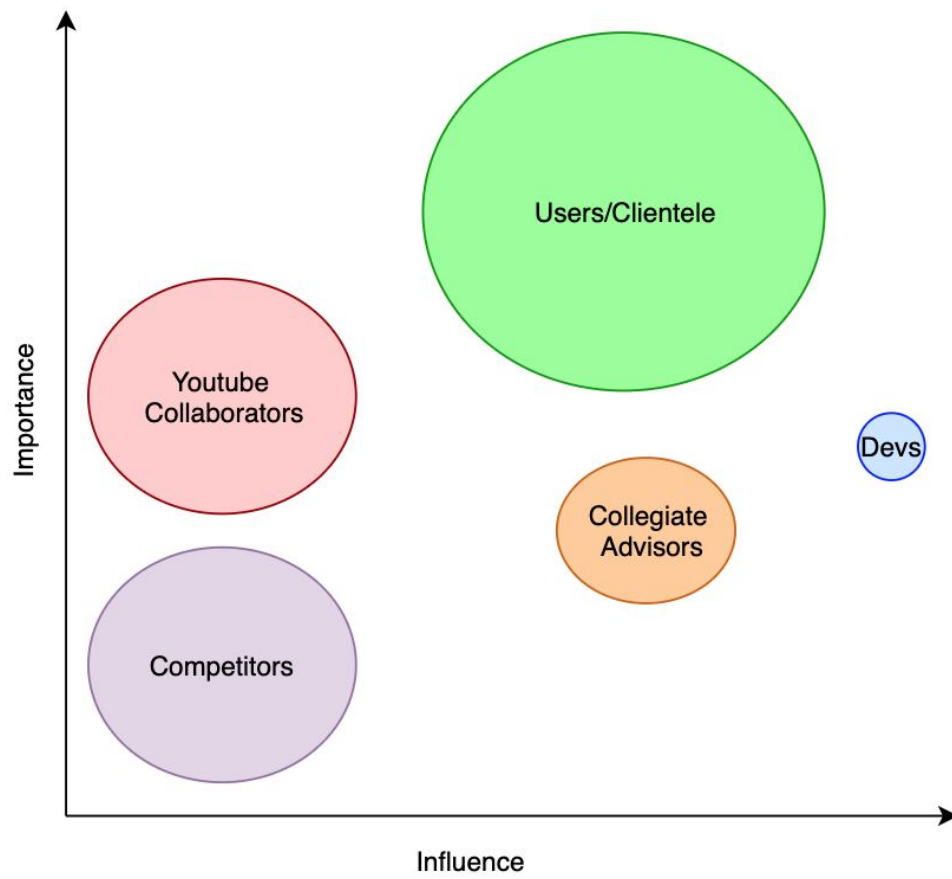 Users/Clientele
Youtube
Collaborators
Devs
Collegiate
Advisors
Competitors
Importance
Influence